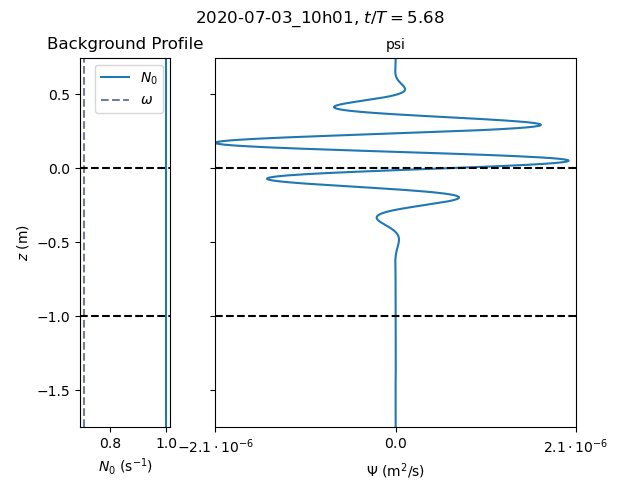 2020-07-03_10h01, t/T = 5.68
Background Profile
psi
N₀
ω
0.5
0.0
−0.5
−1.0
−1.5
z (m)
0.8
1.0
−2.1 · 10⁻⁶
0.0
2.1 · 10⁻⁶
N₀ (s⁻¹)
Ψ (m²/s)